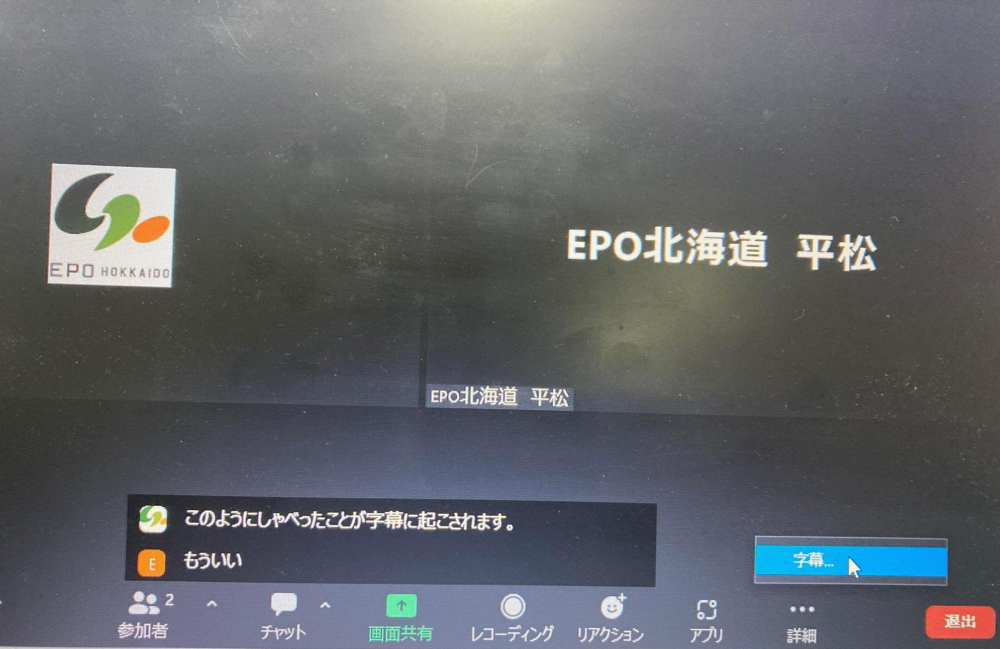 EPO HOKKAIDO
EPO北海道 平松
EPO北海道 平松
このようにしゃべったことが字幕に起こされます。
E もういい
字幕...
2
参加者
チャット
画面共有
レコーディング
リアクション
アプリ
詳細
退出